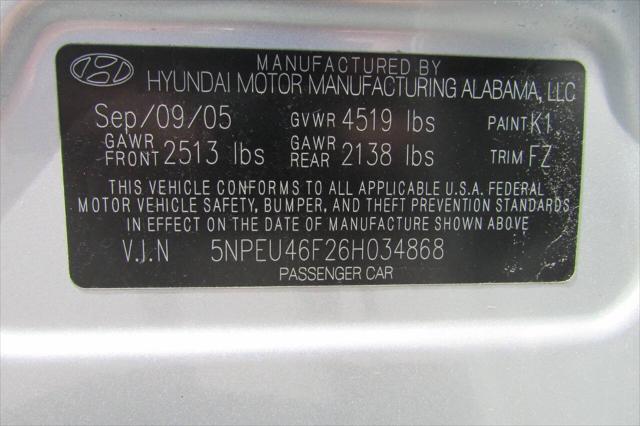 MANUFACTURED BY
HYUNDAI MOTOR MANUFACTURING ALABAMA, LLC
Sep/09/05 GVWR 4519 lbs PAINT K1
GAWR FRONT 2513 lbs GAWR REAR 2138 lbs TRIM FZ
THIS VEHICLE CONFORMS TO ALL APPLICABLE U.S.A. FEDERAL
MOTOR VEHICLE SAFETY, BUMPER, AND THEFT PREVENTION STANDARDS
IN EFFECT ON THE DATE OF MANUFACTURE SHOWN ABOVE
V.I.N 5NPEU46F26H034868
PASSENGER CAR